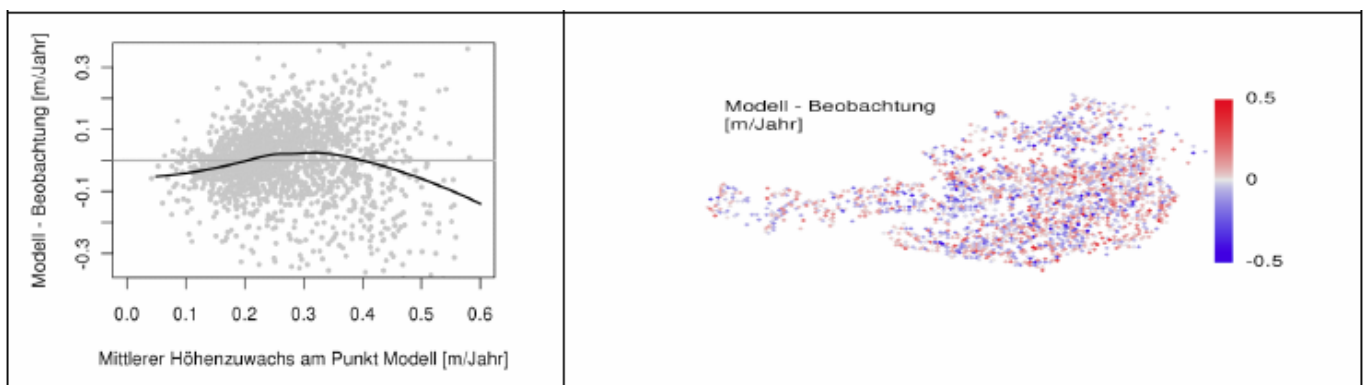 Modell - Beobachtung [m/Jahr]
0.3
0.1
-0.1
-0.3
0.0 0.1 0.2 0.3 0.4 0.5 0.6
Mittlerer Höhenzuwachs am Punkt Modell [m/Jahr]
Modell - Beobachtung
[m/Jahr]
0.5
0
-0.5